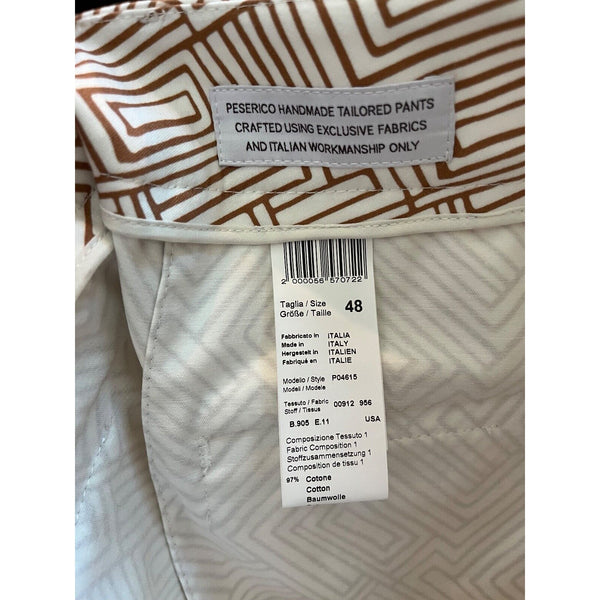 PESERICO HANDMADE TAILORED PANTS
CRAFTED USING EXCLUSIVE FABRICS
AND ITALIAN WORKMANSHIP ONLY
2 000056 570722
Taglia / Size 48
Größe / Taille
Fabbricato in ITALIA
Made in ITALY
Hergestelt in ITALIEN
Fabriqué en ITALIE
Modello / Style P04615
Modell / Modele
Tessuto / Fabric 00912 956
Stoff / Tissus
B.905 E.11 USA
Composizione Tessuto 1
Fabric Composition 1
Stoffzusammensetzung 1
Composition de tissu 1
97% Cotone
Cotton
Baumwolle